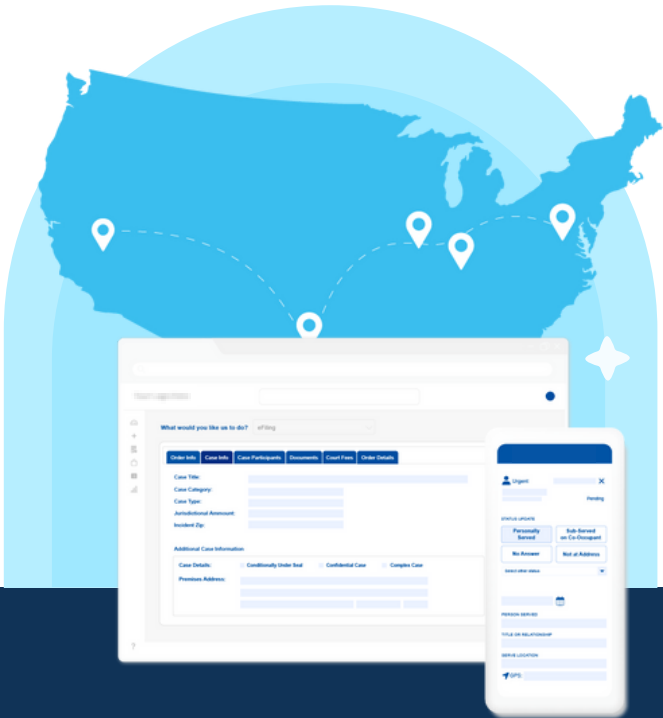 What would you like us to do? eFiling
Order Info Case Info Case Participants Documents Court Fees Order Details
Case Title:
Case Category:
Case Type:
Jurisdictional Ammount:
Incident Zip:
Additional Case Information
Case Details: Conditionally Under Seal Confidential Case Complex Case
Premises Address:
?
Urgent X
Pending
STATUS UPDATE
Personally Sub-Served
Served on Co-Occupant
No Answer Not at Address
Select other status
PERSON SERVED
TITLE OR RELATIONSHIP
SERVE LOCATION
GPS: